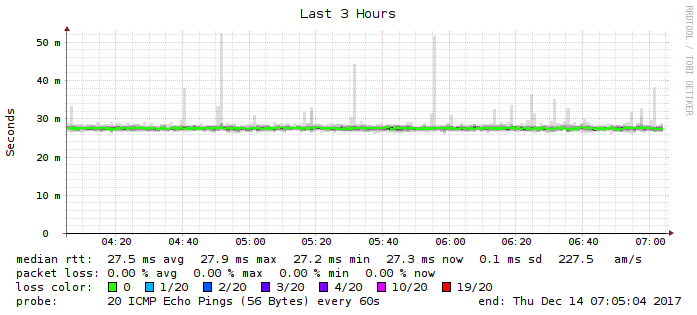 Last 3 Hours
RRDTOOL / TOBI OETIKER
Seconds
50 m
40 m
30 m
20 m
10 m
0
04:20 04:40 05:00 05:20 05:40 06:00 06:20 06:40 07:00
median rtt: 27.5 ms avg 27.9 ms max 27.2 ms min 27.3 ms now 0.1 ms sd 227.5 am/s
packet loss: 0.00 % avg 0.00 % max 0.00 % min 0.00 % now
loss color: 0 1/20 2/20 3/20 4/20 10/20 19/20
probe: 20 ICMP Echo Pings (56 Bytes) every 60s end: Thu Dec 14 07:05:04 2017